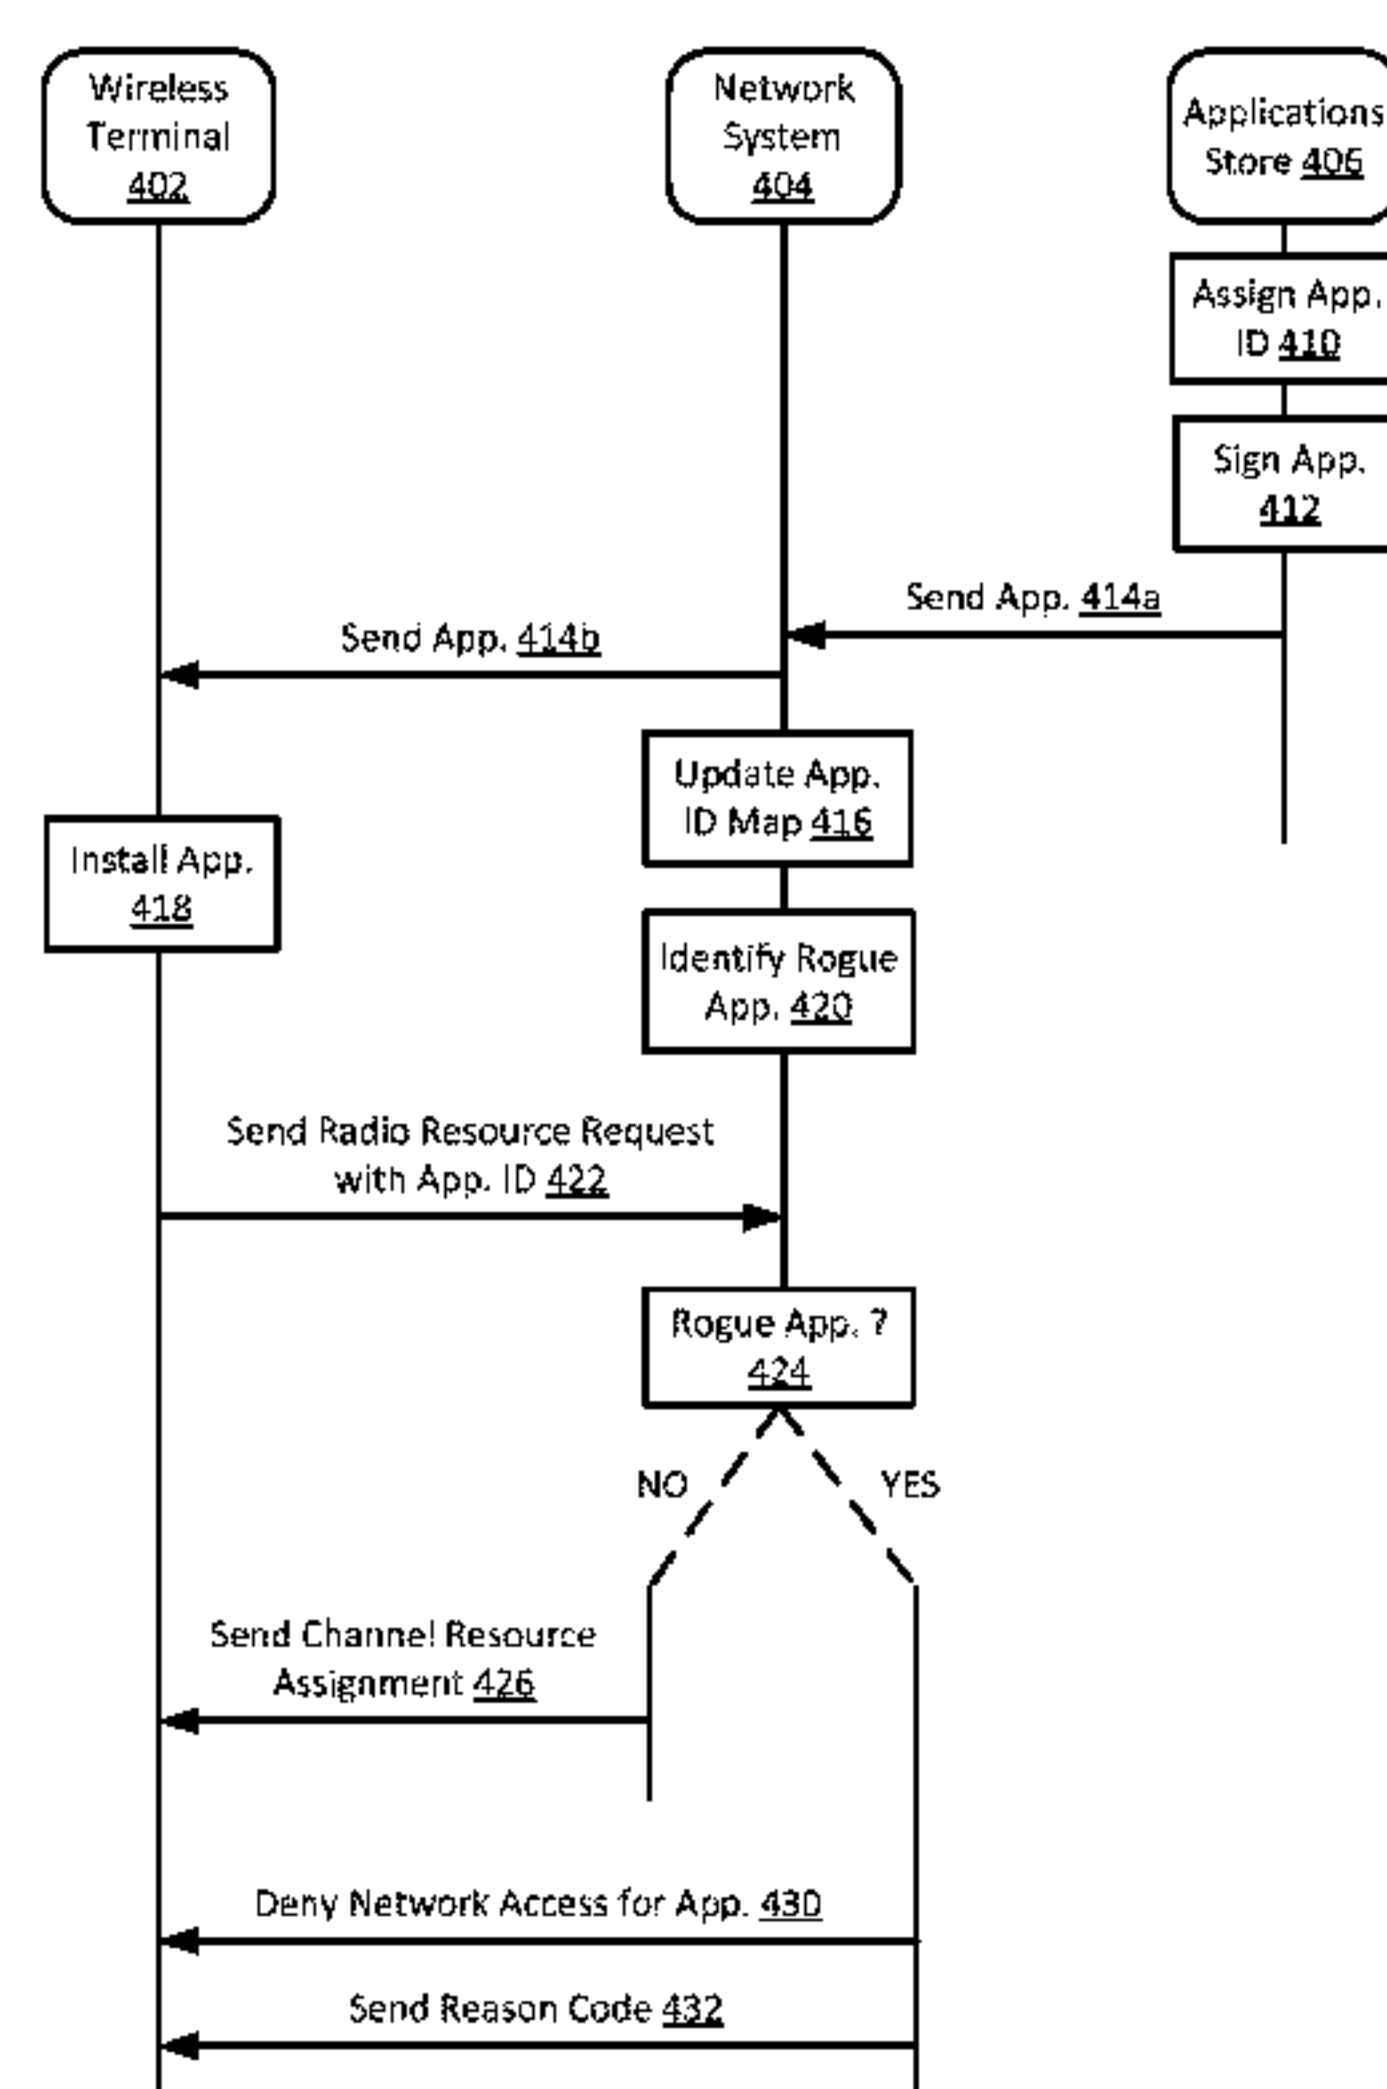 Wireless
Terminal
402
Network
System
404
Applications
Store 406
Assign App.
ID 410
Sign App.
412
Send App. 414a
Send App. 414b
Update App.
ID Map 416
Install App.
418
Identify Rogue
App. 420
Send Radio Resource Request
with App. ID 422
Rogue App. ?
424
NO
YES
Send Channel Resource
Assignment 426
Deny Network Access for App. 430
Send Reason Code 432